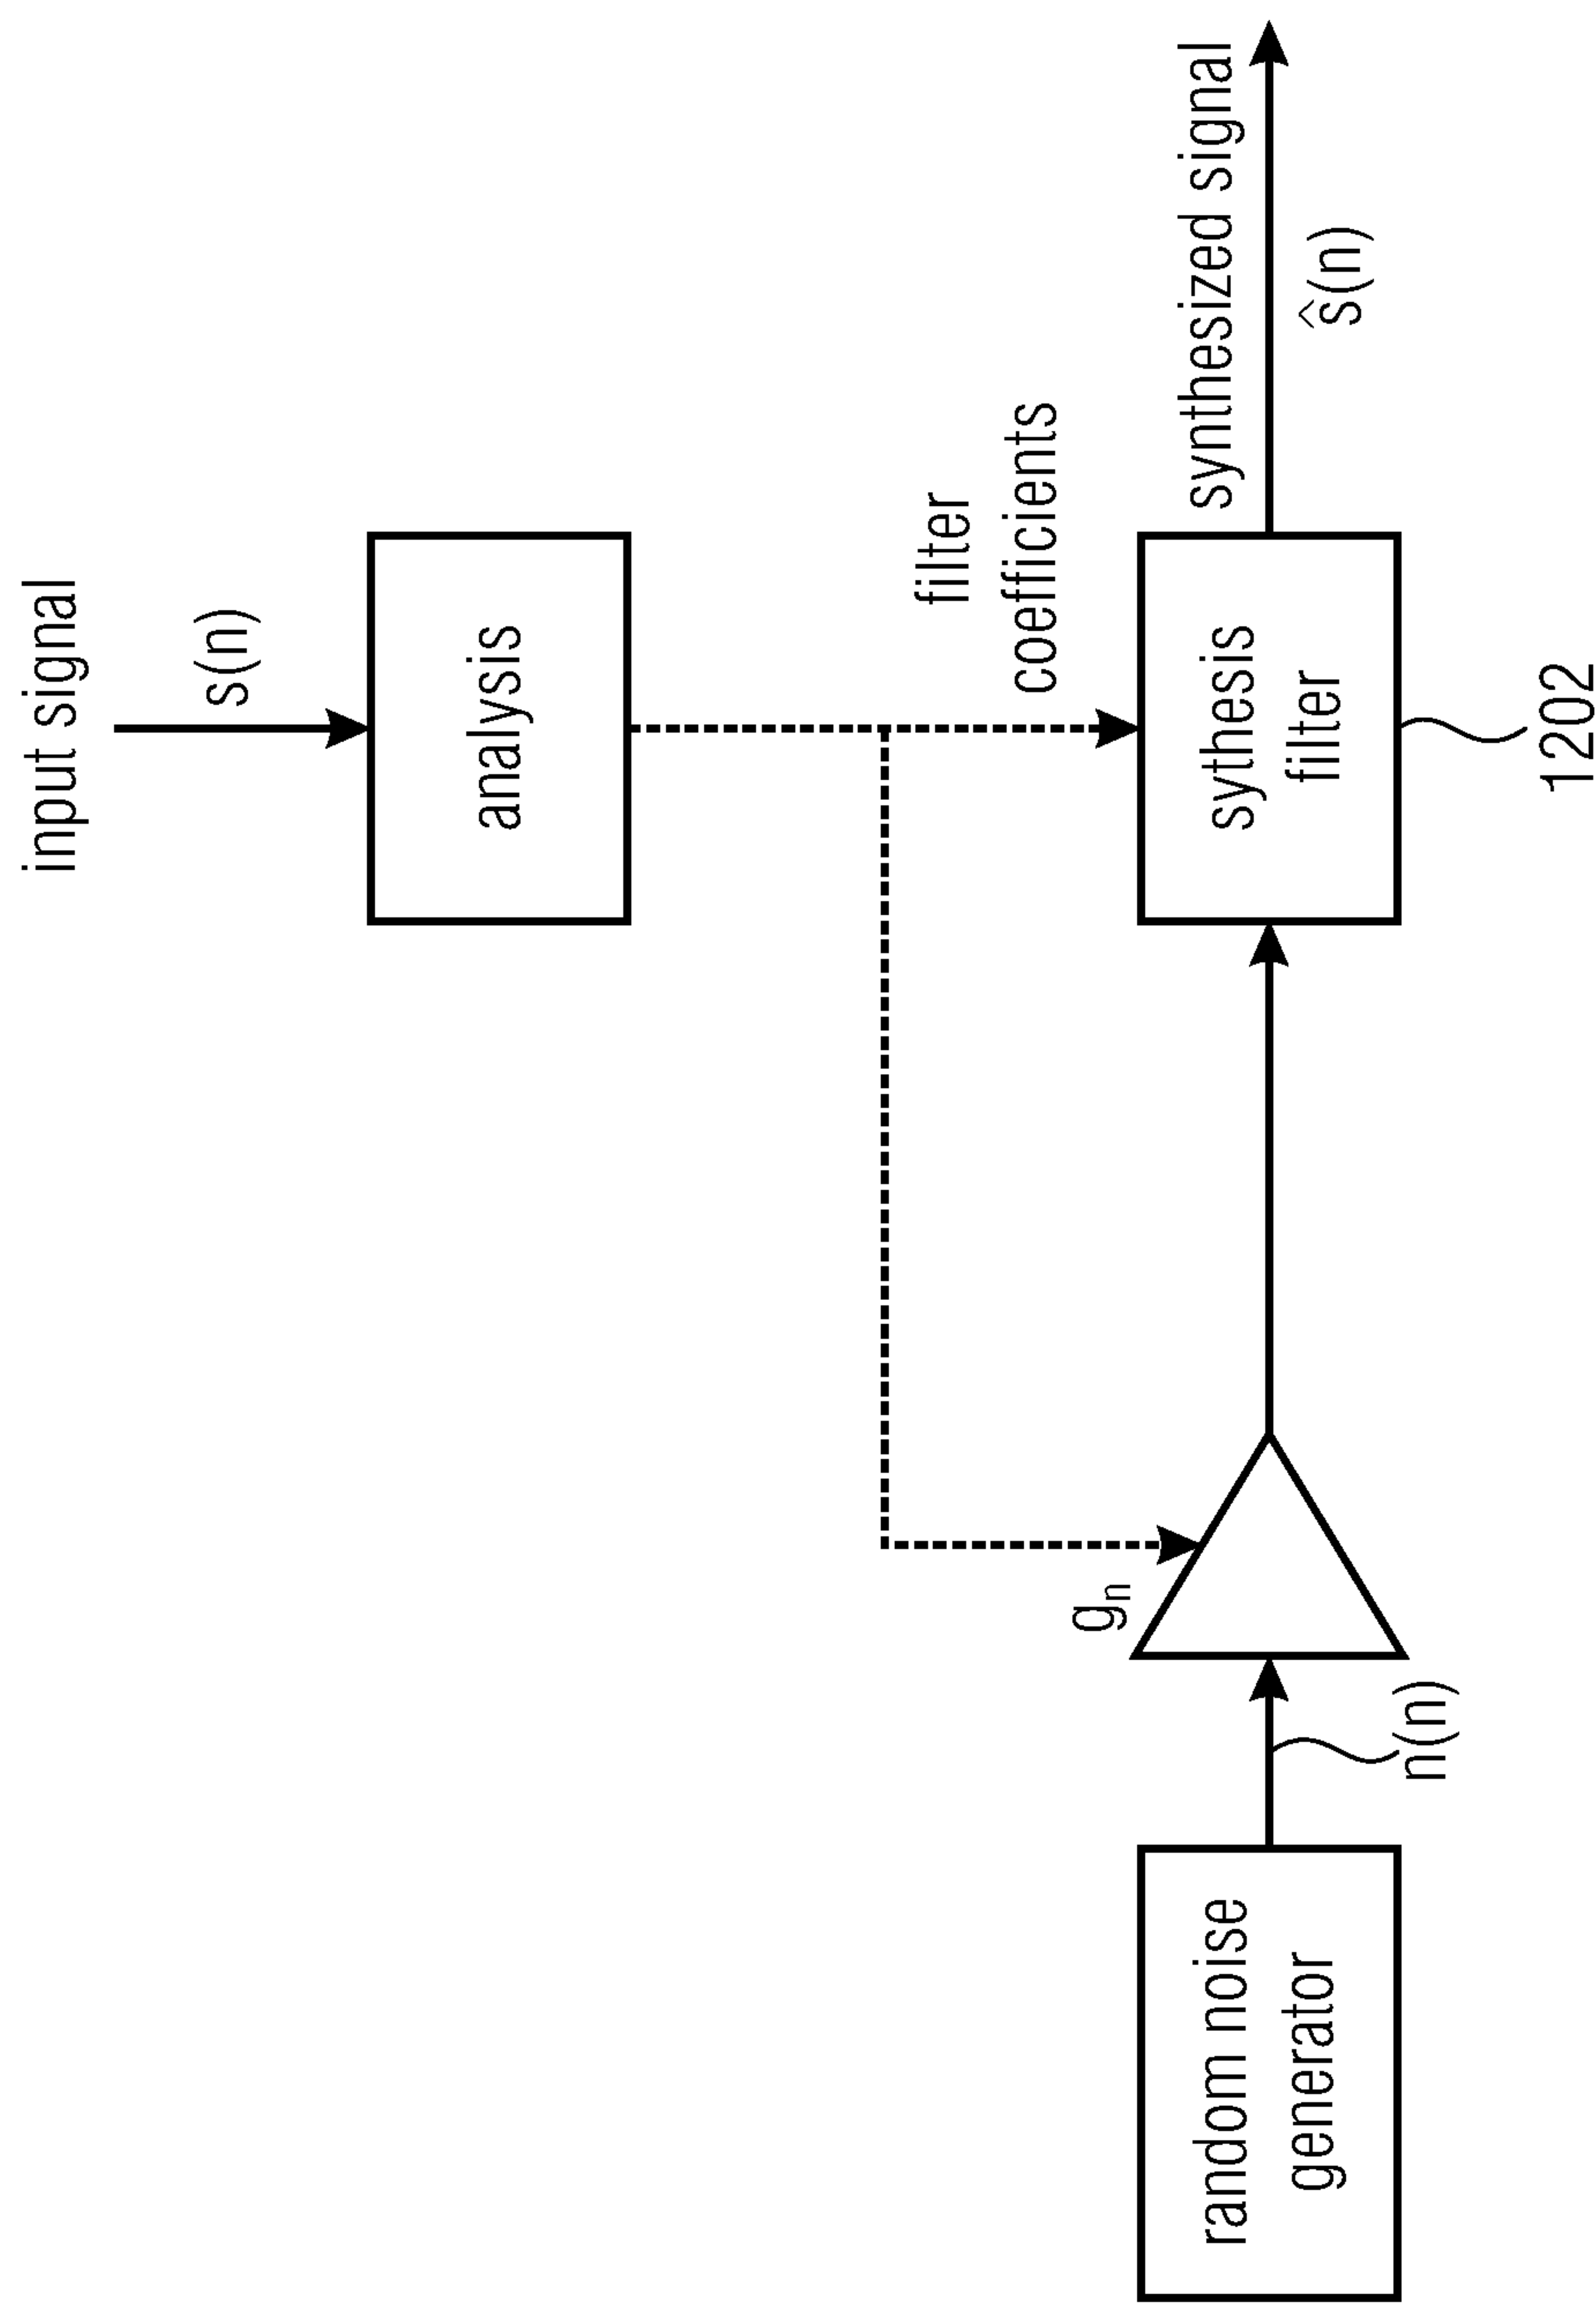 input signal
s(n)
analysis
filter
coefficients
synthesized signal
ŝ(n)
sythesis
filter
1202
gn
n(n)
random noise
generator